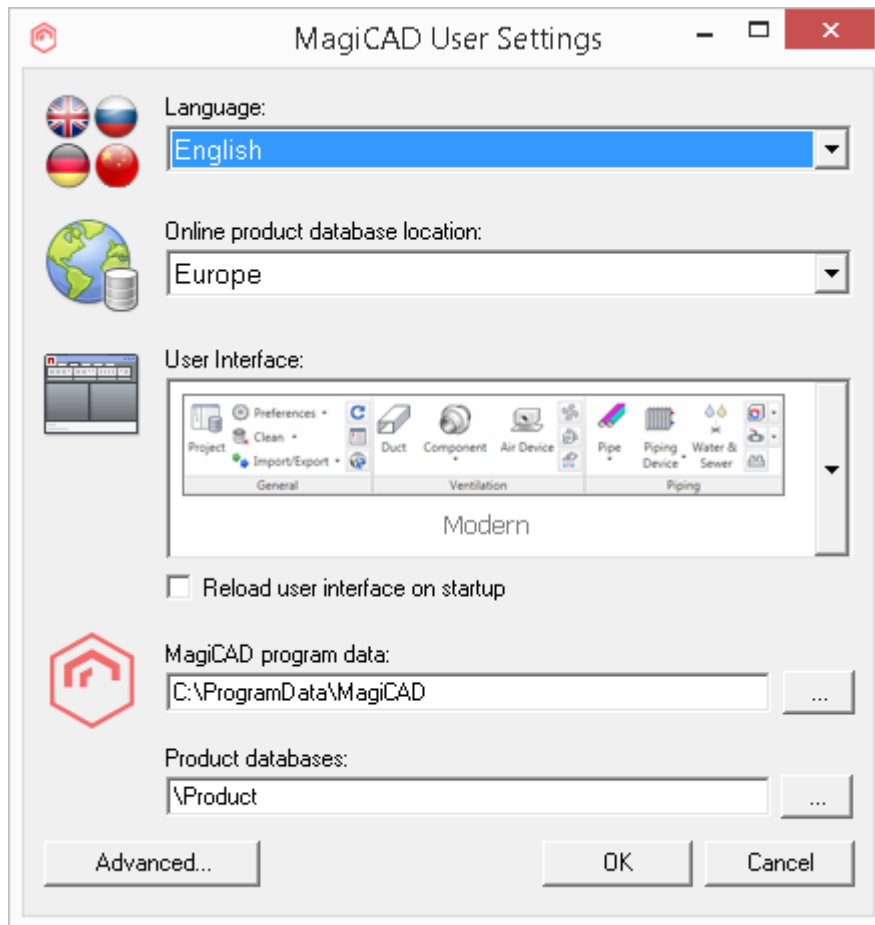 MagiCAD User Settings
Language:
English
Online product database location:
Europe
User Interface:
Project
Preferences
Clean
Import/Export
General
Duct
Component
Air Device
Ventilation
Pipe
Piping Device
Water & Sewer
Piping
Modern
Reload user interface on startup
MagiCAD program data:
C:\ProgramData\MagiCAD
...
Product databases:
\Product
...
Advanced...
OK
Cancel